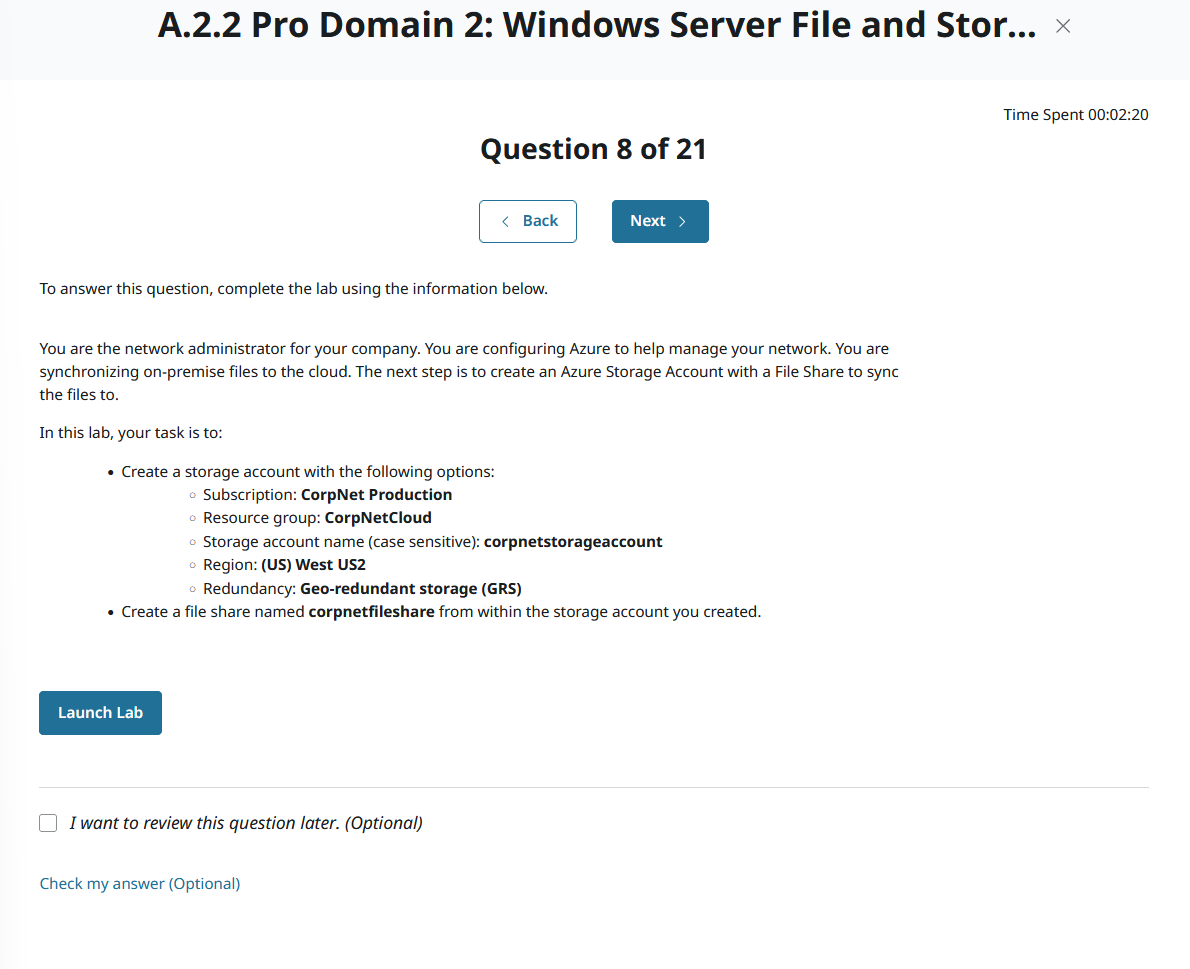 A.2.2 Pro Domain 2: Windows Server File and Stor...
Time Spent 00:02:20
Question 8 of 21
Back
Next
To answer this question, complete the lab using the information below.
You are the network administrator for your company. You are configuring Azure to help manage your network. You are
synchronizing on-premise files to the cloud. The next step is to create an Azure Storage Account with a File Share to sync
the files to.
In this lab, your task is to:
• Create a storage account with the following options:
○ Subscription: CorpNet Production
○ Resource group: CorpNetCloud
○ Storage account name (case sensitive): corpnetstorageaccount
○ Region: (US) West US2
○ Redundancy: Geo-redundant storage (GRS)
• Create a file share named corpnetfileshare from within the storage account you created.
Launch Lab
I want to review this question later. (Optional)
Check my answer (Optional)